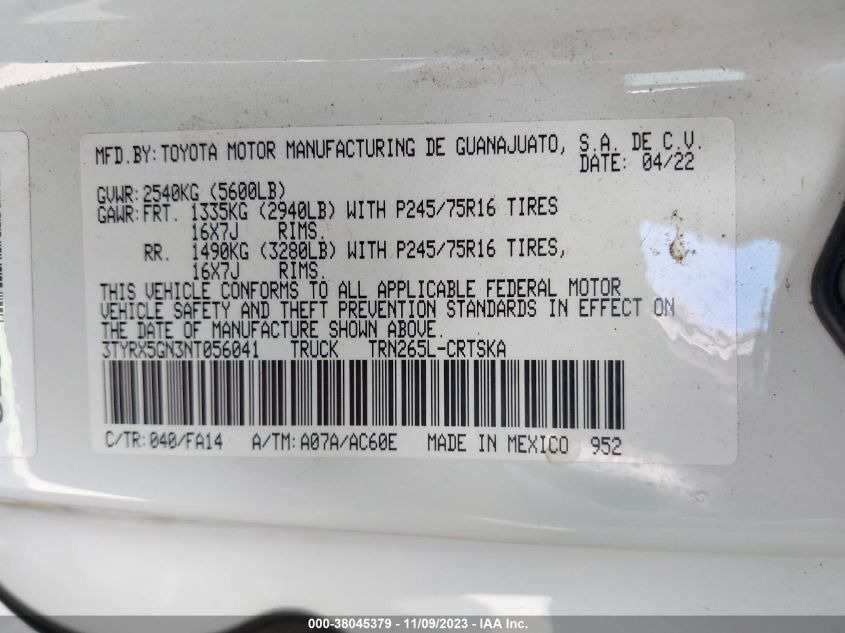 MFD.BY: TOYOTA MOTOR MANUFACTURING DE GUANAJUATO, S.A. DE C.V.
DATE: 04/22
GVWR: 2540KG (5600LB)
GAWR: FRT. 1335KG (2940LB) WITH P245/75R16 TIRES
16X7J RIMS.
RR. 1490KG (3280LB) WITH P245/75R16 TIRES,
16X7J RIMS.
THIS VEHICLE CONFORMS TO ALL APPLICABLE FEDERAL MOTOR
VEHICLE SAFETY AND THEFT PREVENTION STANDARDS IN EFFECT ON
THE DATE OF MANUFACTURE SHOWN ABOVE.
3TYRX5GN3NT056041 TRUCK TRN265L-CRTSKA
C/TR: 040/FA14 A/TM: A07A/AC60E MADE IN MEXICO 952
000-38045379 - 11/09/2023 - IAA Inc.